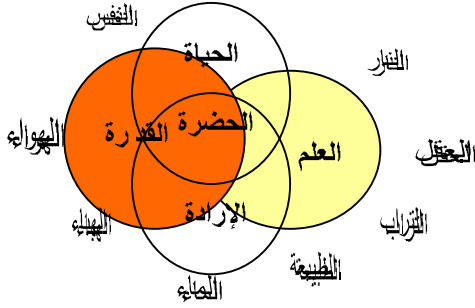 النفس
الحياة
النار
الهواء
القدرة
الحضرة
العلم
العقل
الإرادة
الهباء
التراب
الطبيعة
الماء